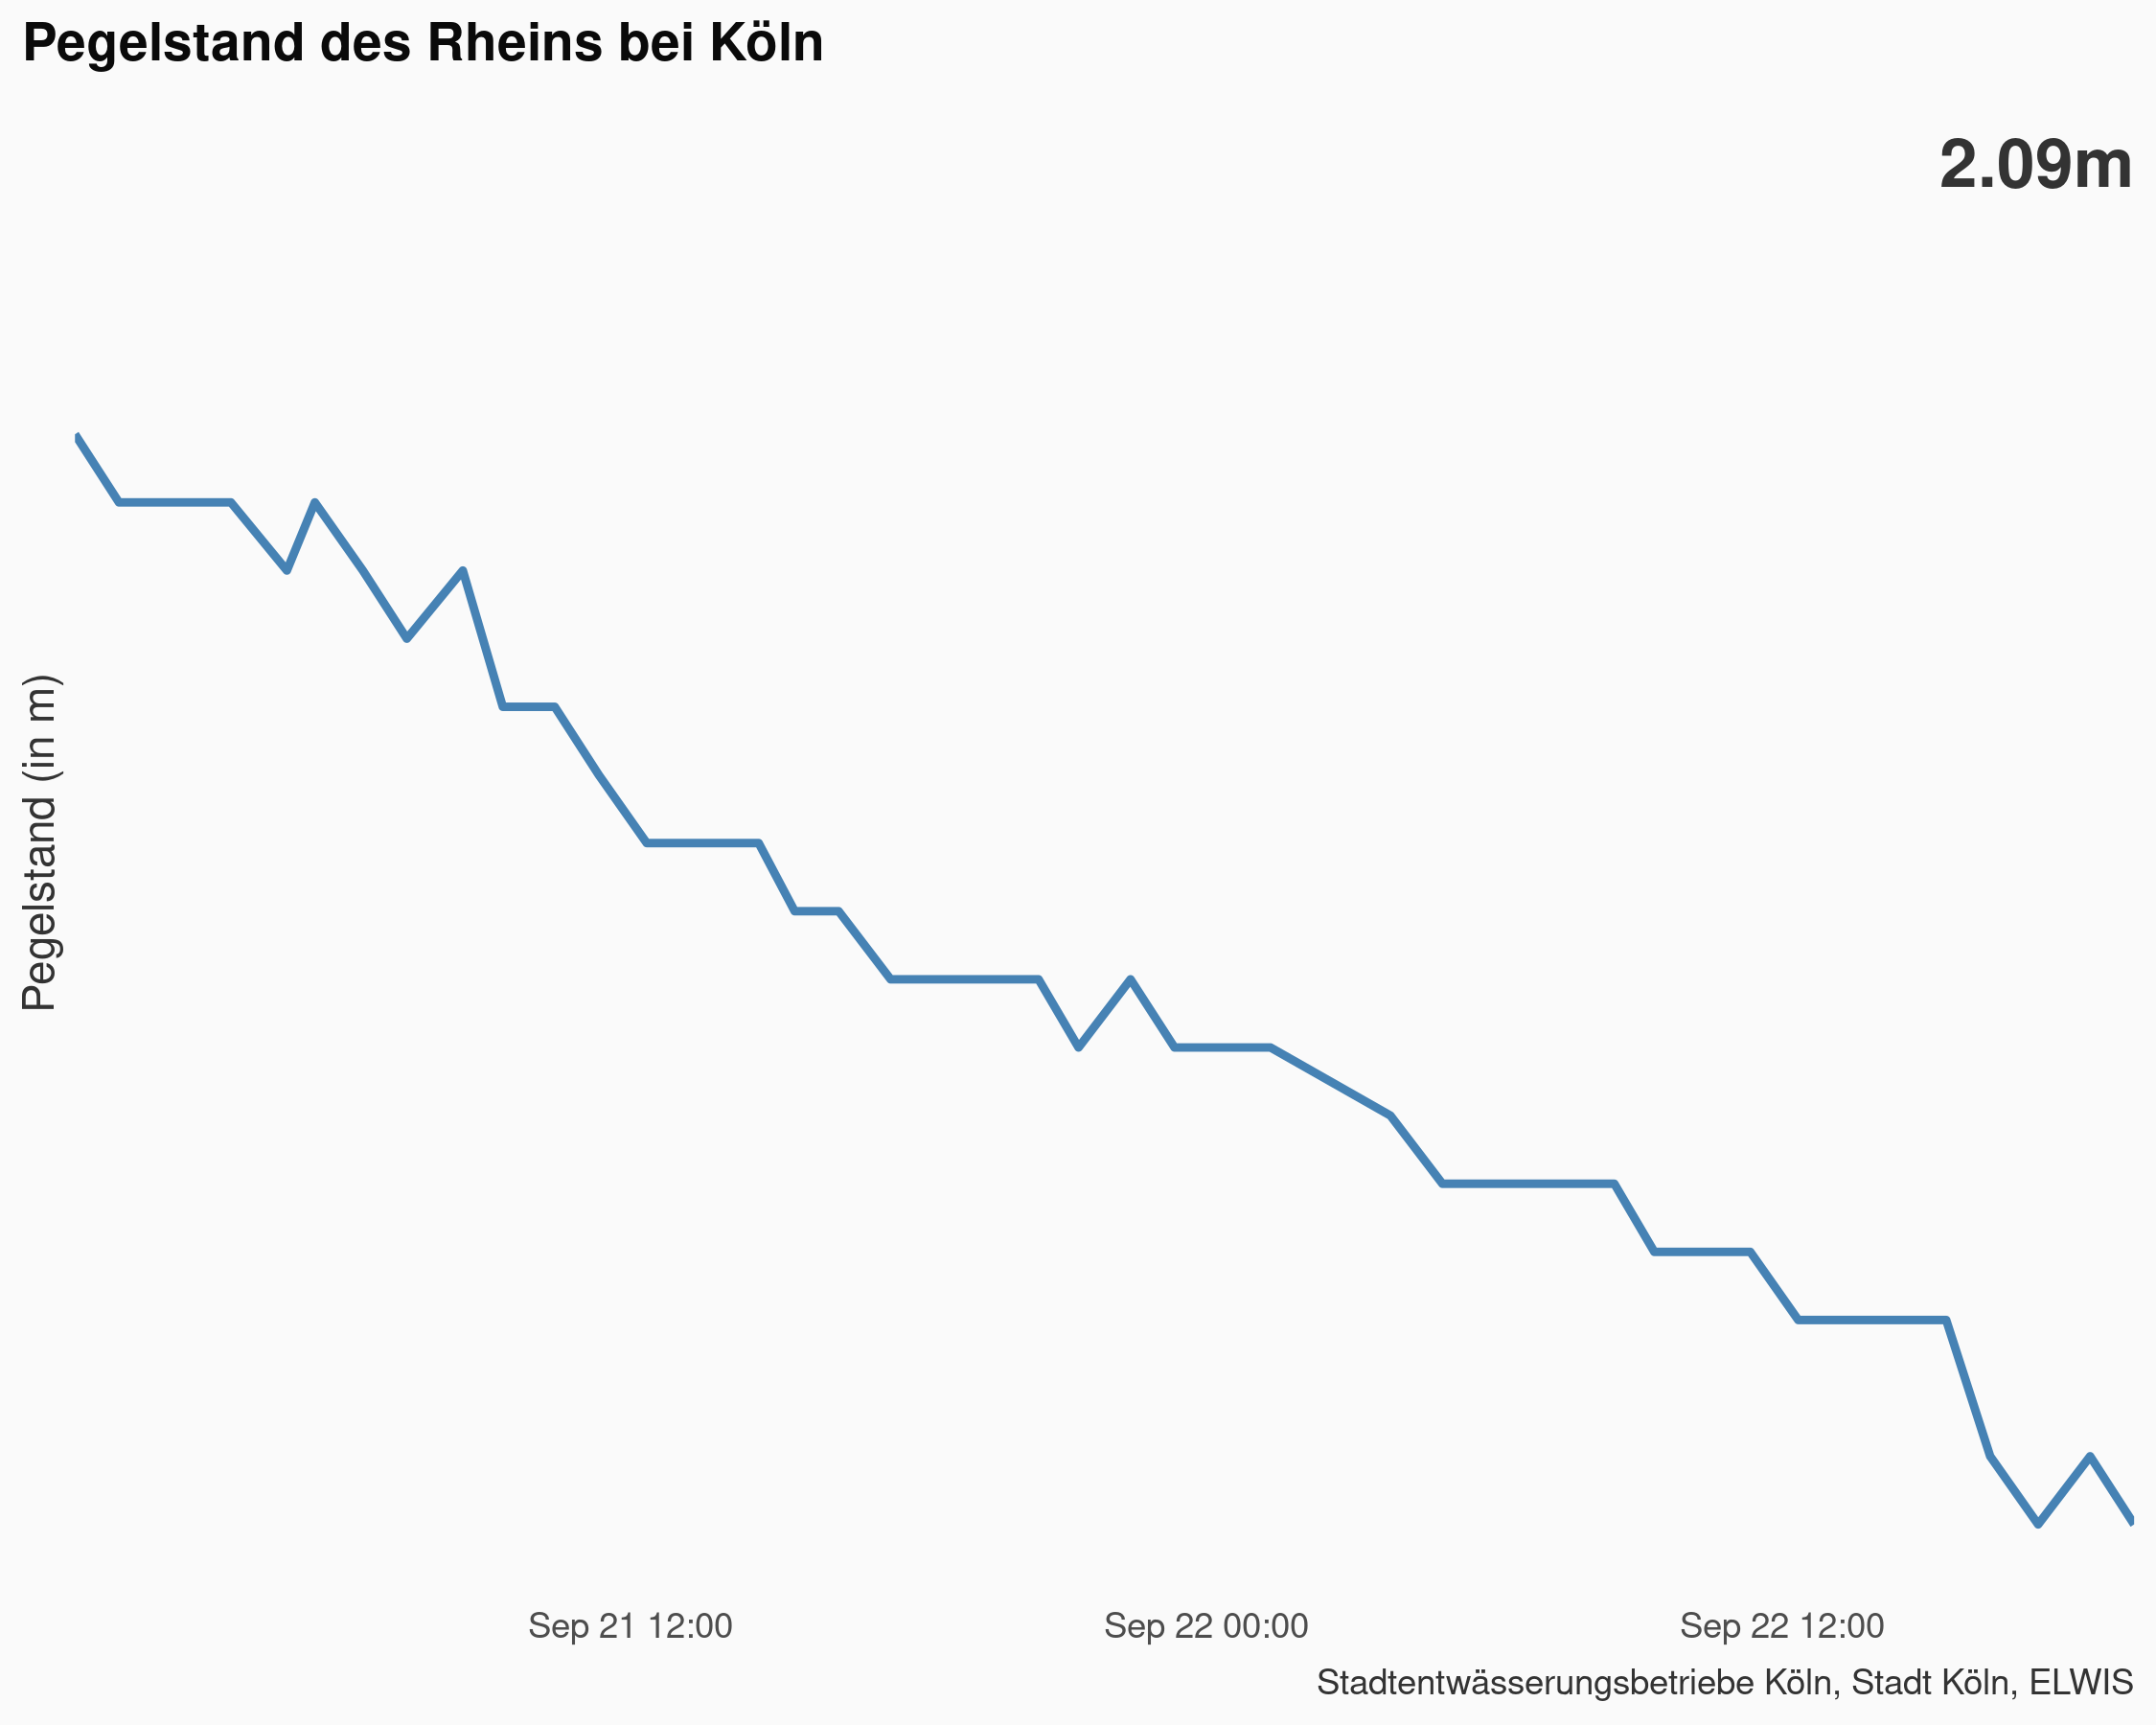 Pegelstand des Rheins bei Köln
2.09m
Pegelstand (in m)
Sep 21 12:00
Sep 22 00:00
Sep 22 12:00
Stadtentwässerungsbetriebe Köln, Stadt Köln, ELWIS